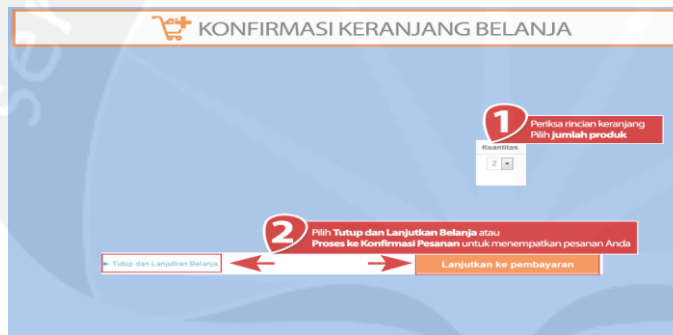 KONFIRMASI KERANJANG BELANJA
1
Periksa rincian keranjang
Pilih jumlah produk
Kuantitas
2
2
Pilih Tutup dan Lanjutkan Belanja atau
Proses ke Konfirmasi Pesanan untuk menempatkan pesanan Anda
Tutup dan Lanjutkan Belanja
Lanjutkan ke pembayaran